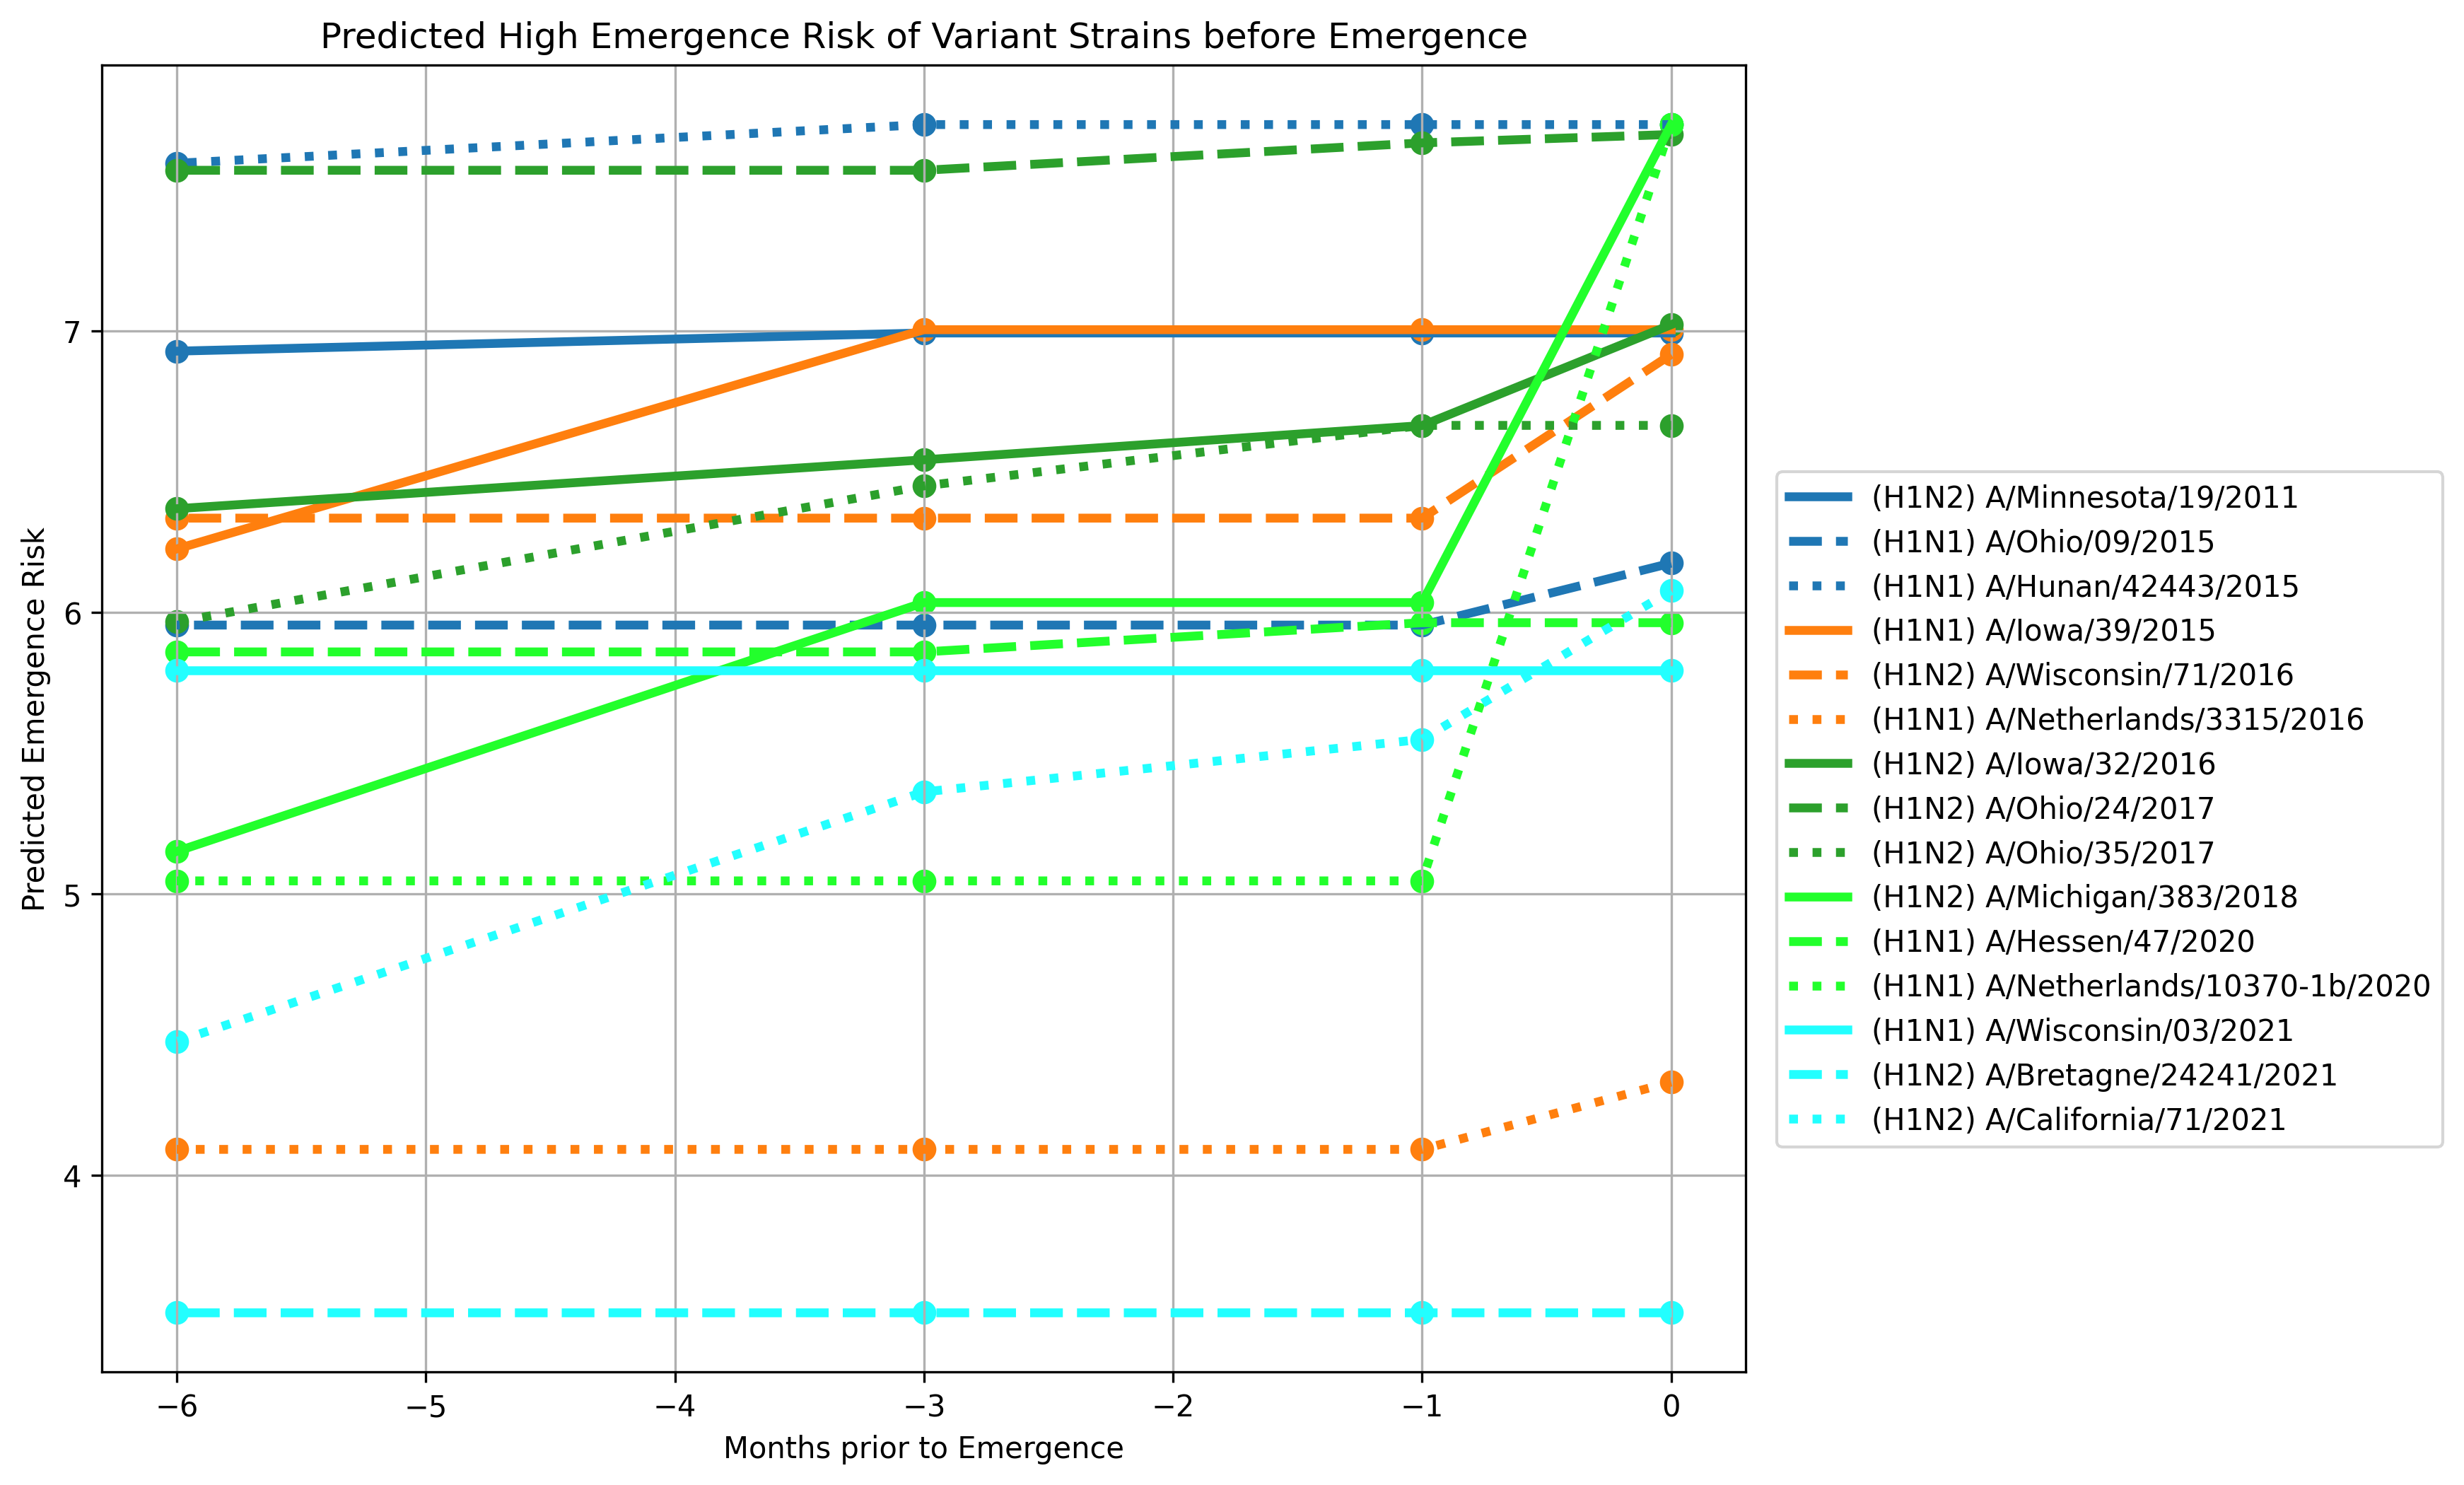 Predicted High Emergence Risk of Variant Strains before Emergence
Predicted Emergence Risk
7
6
5
4
−6
−5
−4
−3
−2
−1
0
Months prior to Emergence
(H1N2) A/Minnesota/19/2011
(H1N1) A/Ohio/09/2015
(H1N1) A/Hunan/42443/2015
(H1N1) A/Iowa/39/2015
(H1N2) A/Wisconsin/71/2016
(H1N1) A/Netherlands/3315/2016
(H1N2) A/Iowa/32/2016
(H1N2) A/Ohio/24/2017
(H1N2) A/Ohio/35/2017
(H1N2) A/Michigan/383/2018
(H1N1) A/Hessen/47/2020
(H1N1) A/Netherlands/10370-1b/2020
(H1N1) A/Wisconsin/03/2021
(H1N2) A/Bretagne/24241/2021
(H1N2) A/California/71/2021